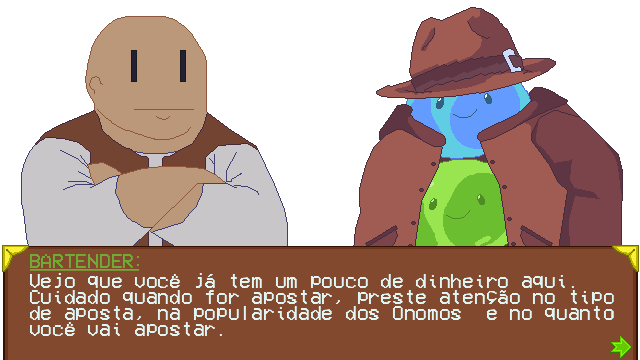 BARTENDER:
Vejo que você já tem um pouco de dinheiro aqui.
Cuidado quando for apostar, preste atenção no tipo
de aposta, na popularidade dos Onomos  e no quanto
você vai apostar.